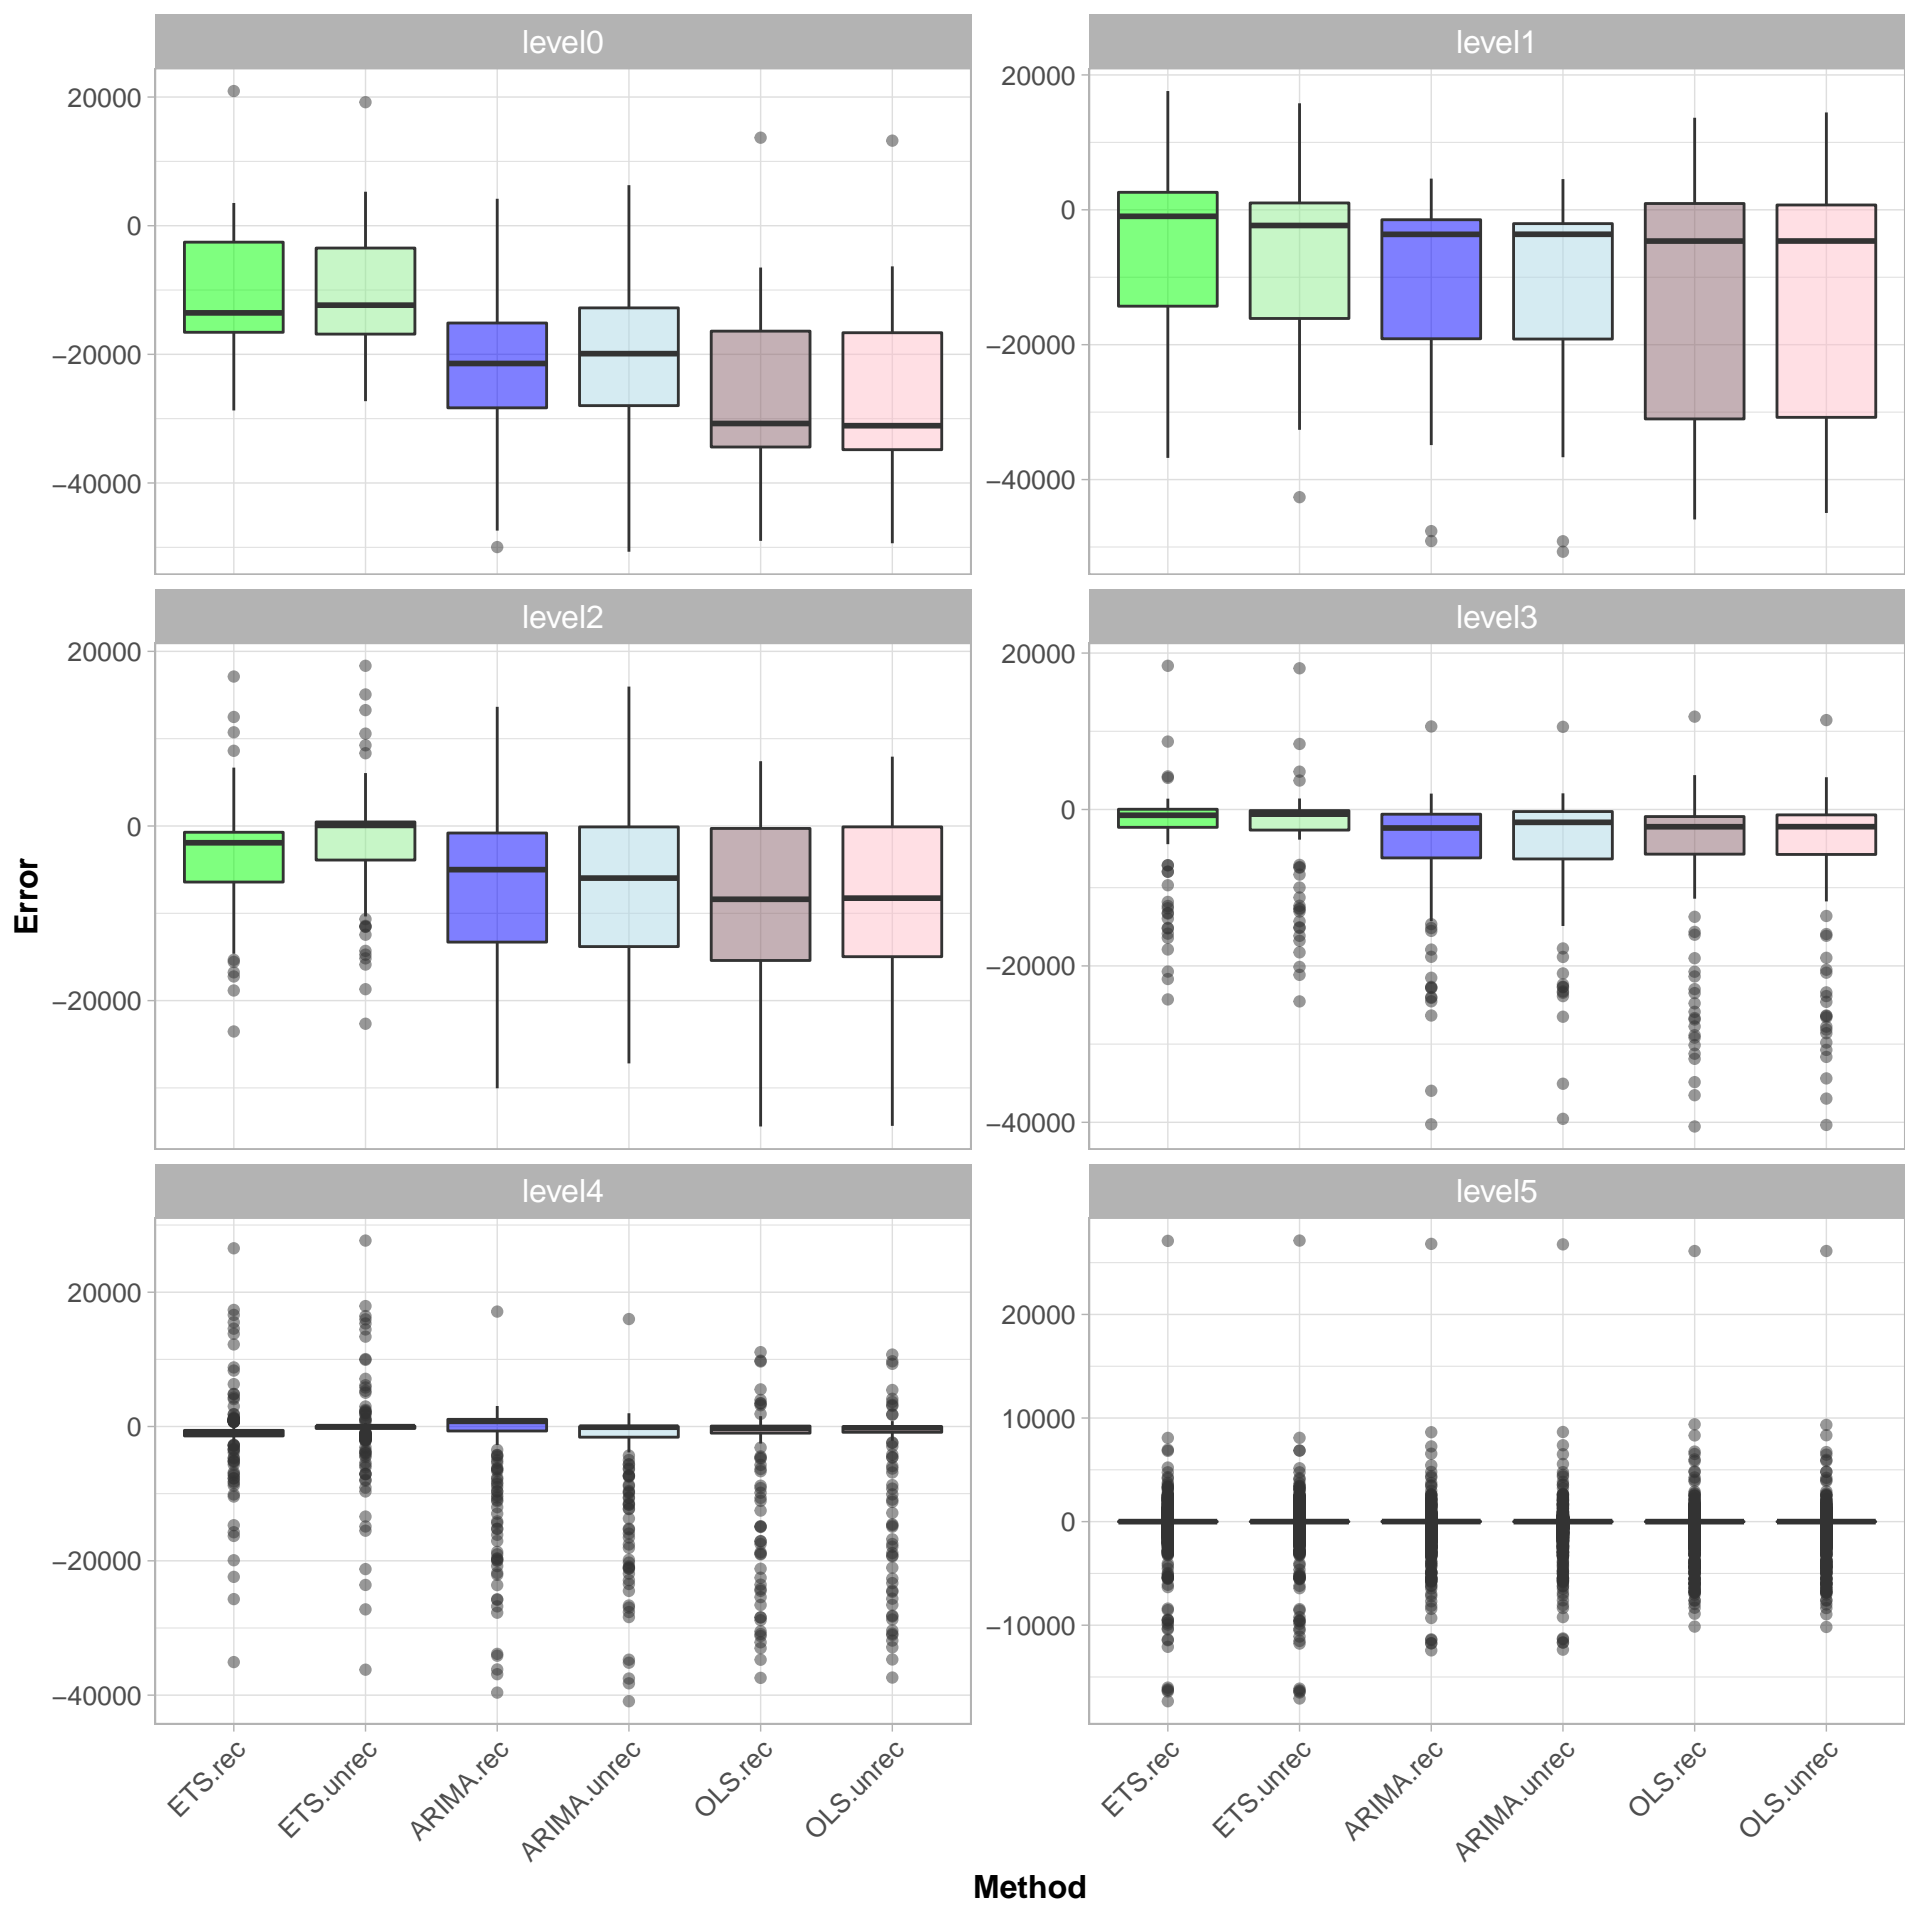 level0
level1
20000
0
−20000
−40000
20000
0
−20000
−40000
level2
level3
20000
0
−20000
20000
0
−20000
−40000
Error
level4
level5
20000
0
−20000
−40000
20000
10000
0
−10000
ETS.rec
ETS.unrec
ARIMA.rec
ARIMA.unrec
OLS.rec
OLS.unrec
ETS.rec
ETS.unrec
ARIMA.rec
ARIMA.unrec
OLS.rec
OLS.unrec
Method